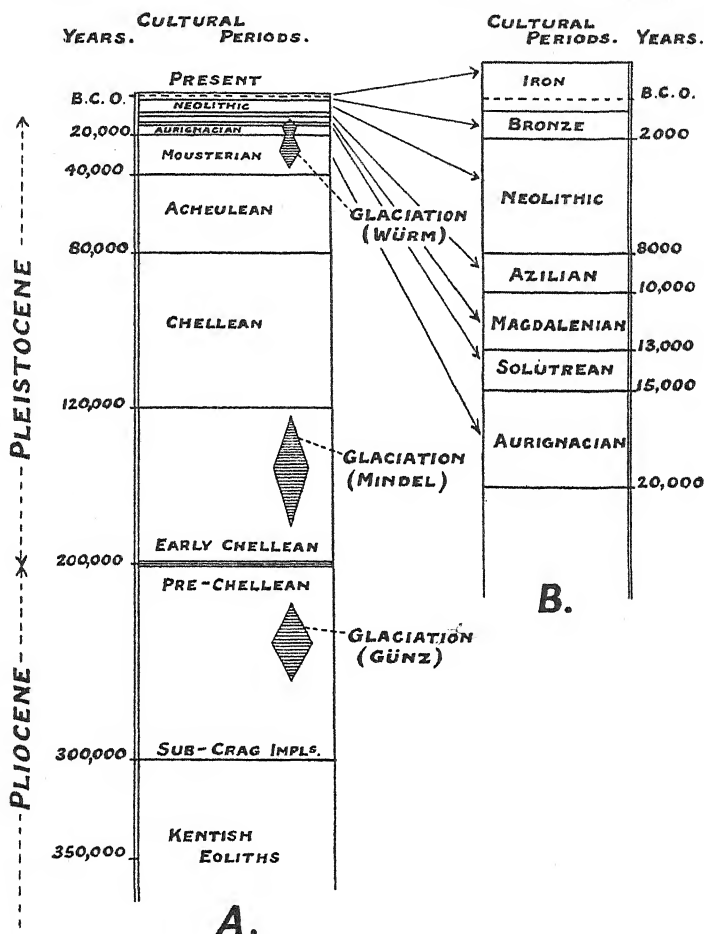 CULTURAL
YEARS. PERIODS.
PRESENT
B.C.O.
NEOLITHIC
20,000
AURIGNACIAN
MOUSTERIAN
40,000
ACHEULEAN
80,000
CHELLEAN
120,000
EARLY CHELLEAN
200,000
PRE-CHELLEAN
SUB-CRAG IMPLS.
300,000
KENTISH
EOLITHS
350,000
A.
PLEISTOCENE
PLIOCENE
GLACIATION
(WÜRM)
GLACIATION
(MINDEL)
GLACIATION
(GÜNZ)
CULTURAL
PERIODS. YEARS.
IRON
B.C.O.
BRONZE
2000
NEOLITHIC
8000
AZILIAN
10,000
MAGDALENIAN
13,000
SOLÜTREAN
15,000
AURIGNACIAN
20,000
B.